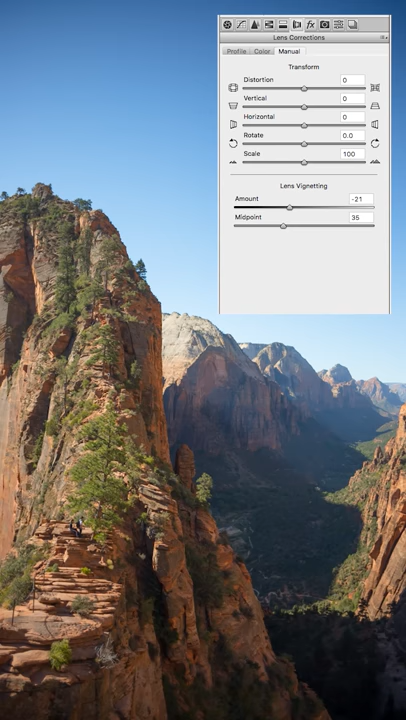 fx
Lens Corrections
Profile Color Manual
Transform
Distortion 0
Vertical 0
Horizontal 0
Rotate 0.0
Scale 100
Lens Vignetting
Amount -21
Midpoint 35